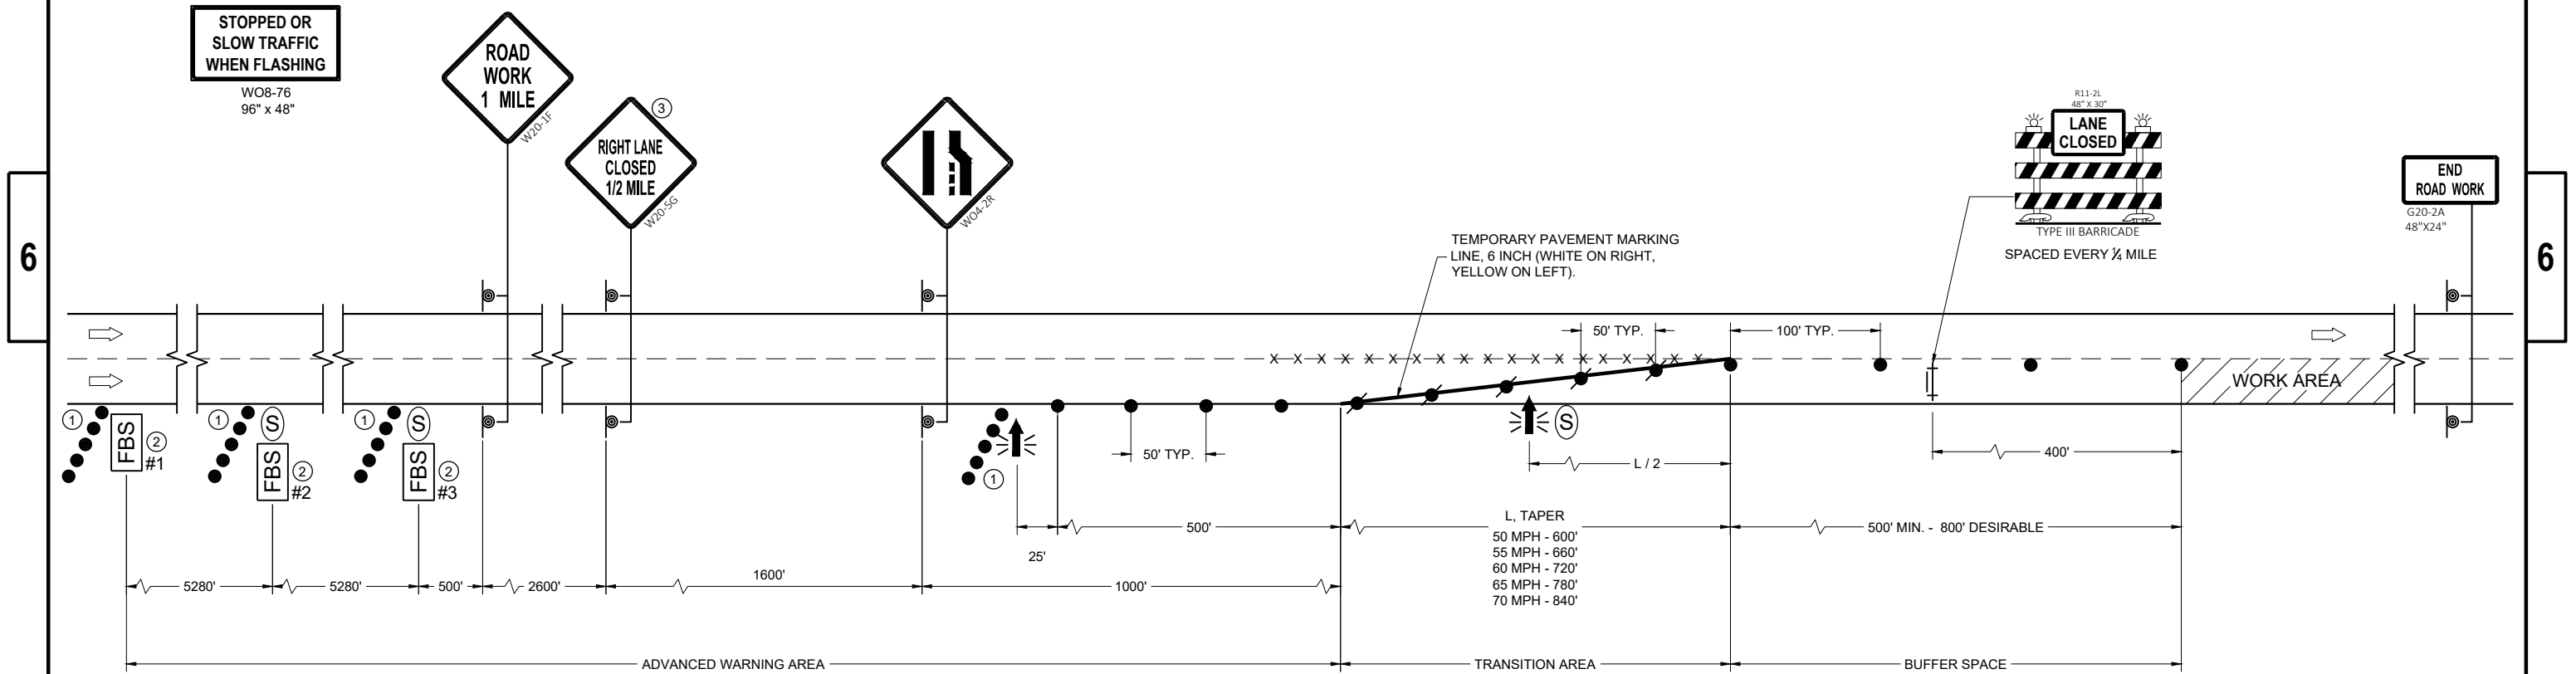 STOPPED OR
SLOW TRAFFIC
WHEN FLASHING
WO8-76
96" x 48"
ROAD
WORK
1 MILE
W20-1F
3
RIGHT LANE
CLOSED
1/2 MILE
W20-5G
WO4-2R
R11-2L
48" X 30"
LANE
CLOSED
TYPE III BARRICADE
SPACED EVERY ¼ MILE
END
ROAD WORK
G20-2A
48"X24"
6
6
TEMPORARY PAVEMENT MARKING
LINE, 6 INCH (WHITE ON RIGHT,
YELLOW ON LEFT).
50' TYP.
100' TYP.
X X X X X X X X X X X X X X X X X X X
WORK AREA
1
FBS
2
#1
1
S
FBS
2
#2
1
S
FBS
2
#3
1
50' TYP.
S
L / 2
400'
25'
500'
L, TAPER
50 MPH - 600'
55 MPH - 660'
60 MPH - 720'
65 MPH - 780'
70 MPH - 840'
500' MIN. - 800' DESIRABLE
5280'
5280'
500'
2600'
1600'
1000'
ADVANCED WARNING AREA
TRANSITION AREA
BUFFER SPACE